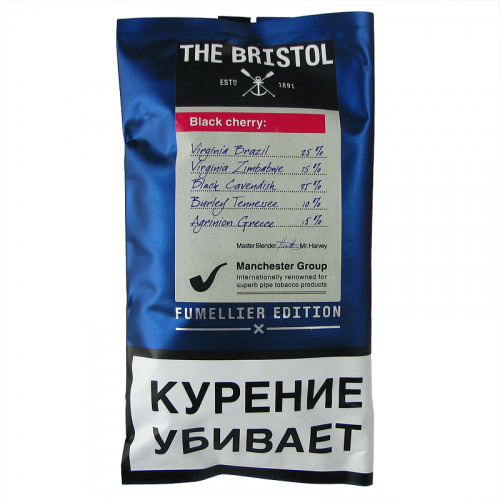 THE BRISTOL
ESTD 1891
Black cherry:
Virginia Brazil 25%
Virginia Zimbabwe 15%
Black Cavendish 35%
Burley Tennessee 10%
Agrinion Greece 15%
Master Blender Mr. Harvey
Manchester Group
Internationally renowned for
superb pipe tobacco products
FUMELLIER EDITION
КУРЕНИЕ
УБИВАЕТ